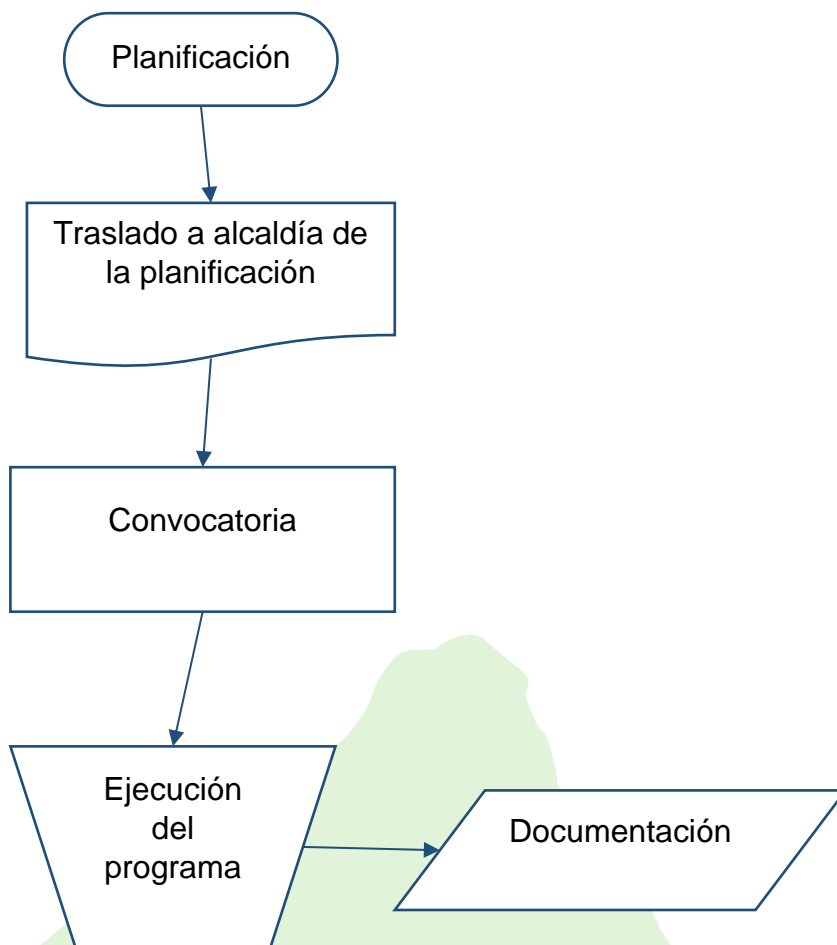 Planificación
Traslado a alcaldía de
la planificación
Convocatoria
Ejecución
del
programa
Documentación